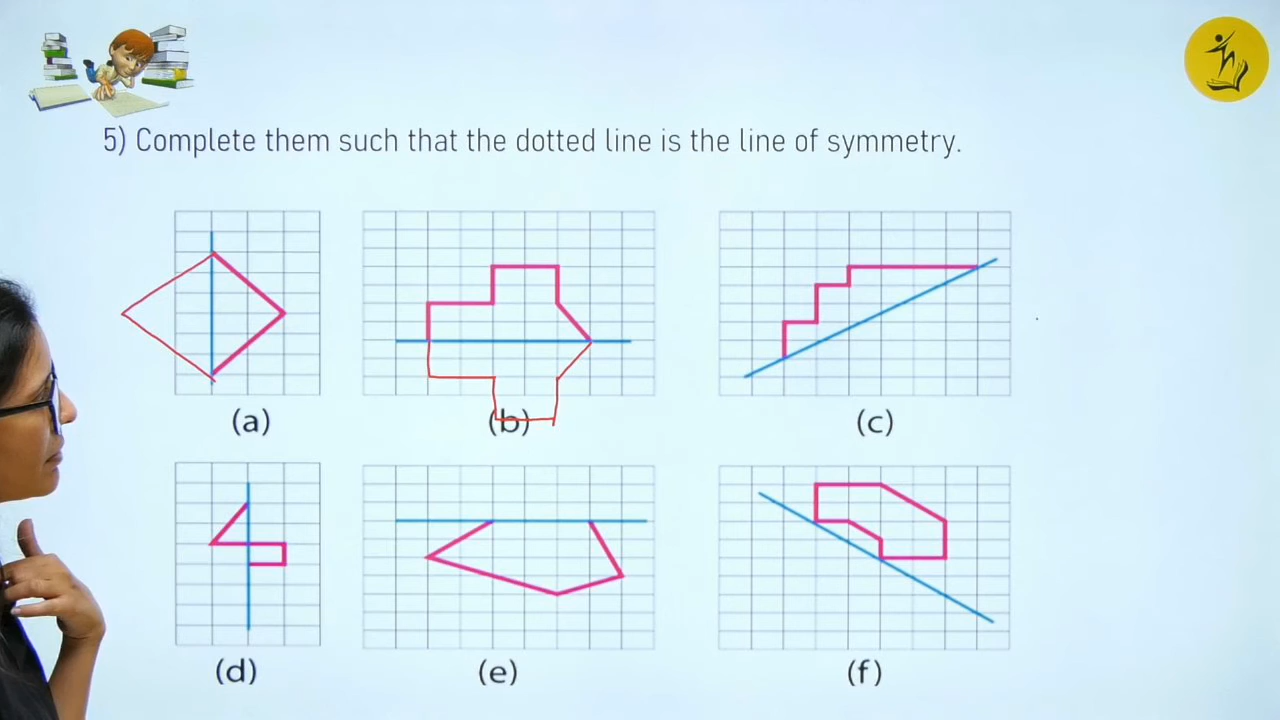 5) Complete them such that the dotted line is the line of symmetry.
(a)
(b)
(c)
(d)
(e)
(f)